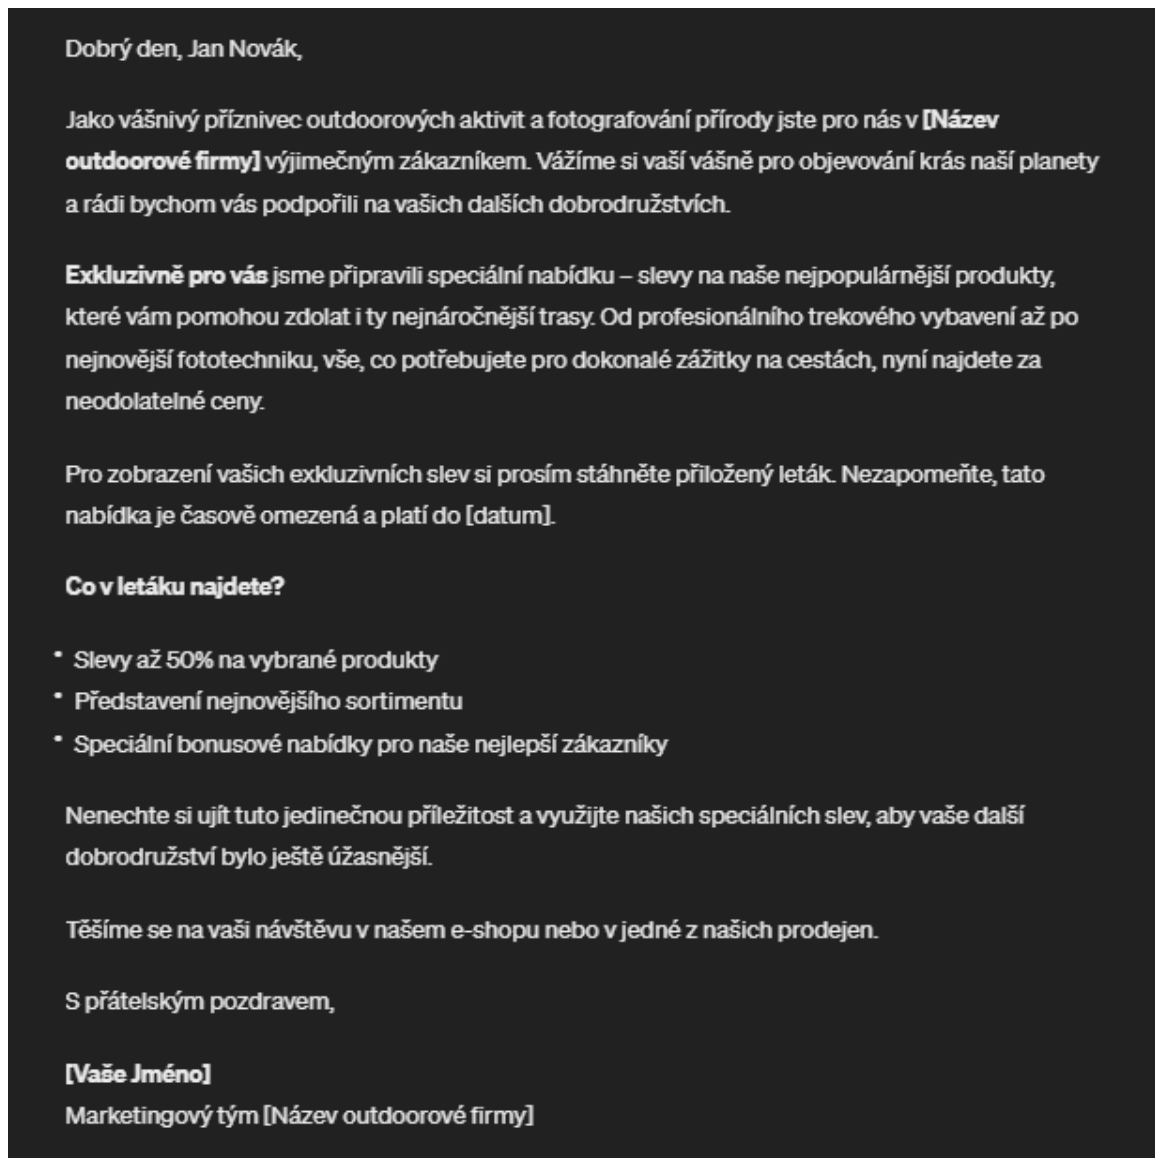 Dobrý den, Jan Novák,
Jako vášnivý příznivec outdoorových aktivit a fotografování přírody jste pro nás v [Název
outdoorové firmy] výjimečným zákazníkem. Vážíme si vaší vášně pro objevování krás naší planety
a rádi bychom vás podpořili na vašich dalších dobrodružstvích.
Exkluzivně pro vás jsme připravili speciální nabídku – slevy na naše nejpopulárnější produkty,
které vám pomohou zdolat i ty nejnáročnější trasy. Od profesionálního trekového vybavení až po
nejnovější fototechniku, vše, co potřebujete pro dokonalé zážitky na cestách, nyní najdete za
neodolatelné ceny.
Pro zobrazení vašich exkluzivních slev si prosím stáhněte přiložený leták. Nezapomeňte, tato
nabídka je časově omezená a platí do [datum].
Co v letáku najdete?
• Slevy až 50% na vybrané produkty
• Představení nejnovějšího sortimentu
• Speciální bonusové nabídky pro naše nejlepší zákazníky
Nenechte si ujít tuto jedinečnou příležitost a využijte našich speciálních slev, aby vaše další
dobrodružství bylo ještě úžasnější.
Těšíme se na vaši návštěvu v našem e-shopu nebo v jedné z našich prodejen.
S přátelským pozdravem,
[Vaše Jméno]
Marketingový tým [Název outdoorové firmy]